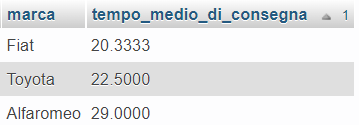 marca tempo_medio_di_consegna 1
Fiat 20.3333
Toyota 22.5000
Alfaromeo 29.0000